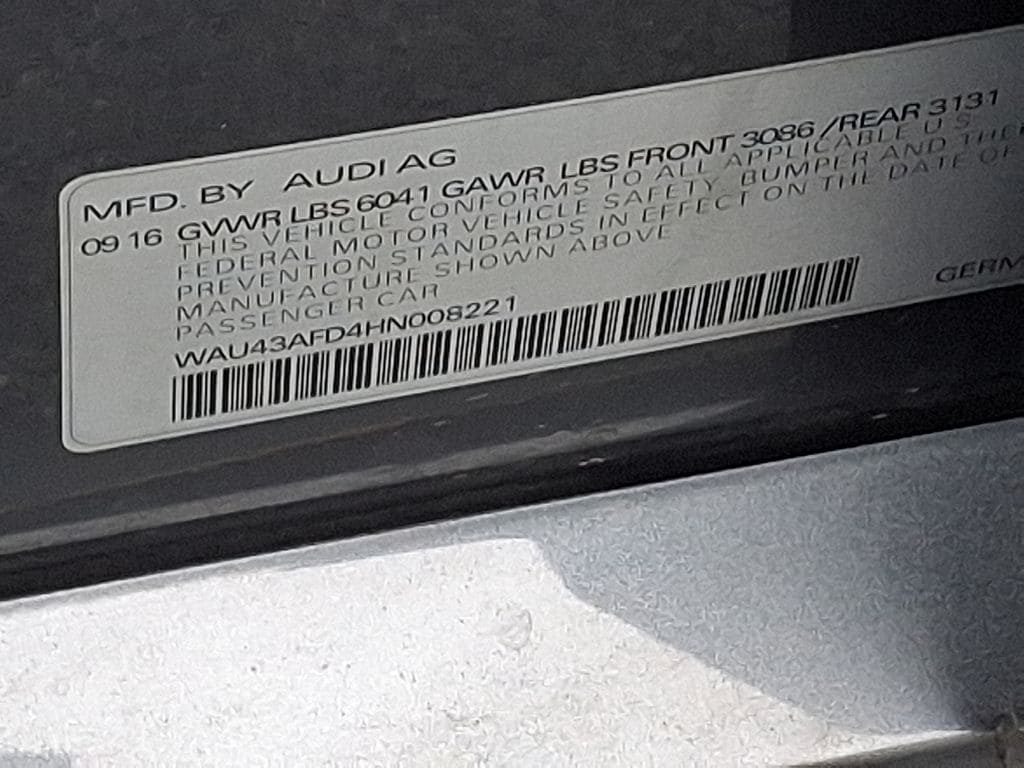 MFD. BY AUDI AG
09 16 GVWR LBS 6041 GAWR LBS FRONT 3086 /REAR 3131
THIS VEHICLE CONFORMS TO ALL APPLICABLE U S
FEDERAL MOTOR VEHICLE SAFETY, BUMPER AND
PREVENTION STANDARDS IN EFFECT ON THE DATE OF
MANUFACTURE SHOWN ABOVE
PASSENGER CAR
WAU43AFD4HN008221
GERM